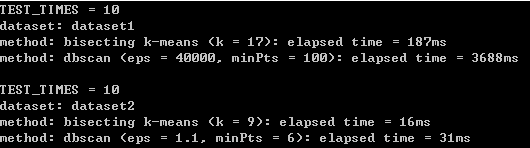 TEST_TIMES = 10
dataset: dataset1
method: bisecting k-means (k = 17): elapsed time = 187ms
method: dbscan (eps = 40000, minPts = 100): elapsed time = 3688ms
TEST_TIMES = 10
dataset: dataset2
method: bisecting k-means (k = 9): elapsed time = 16ms
method: dbscan (eps = 1.1, minPts = 6): elapsed time = 31ms